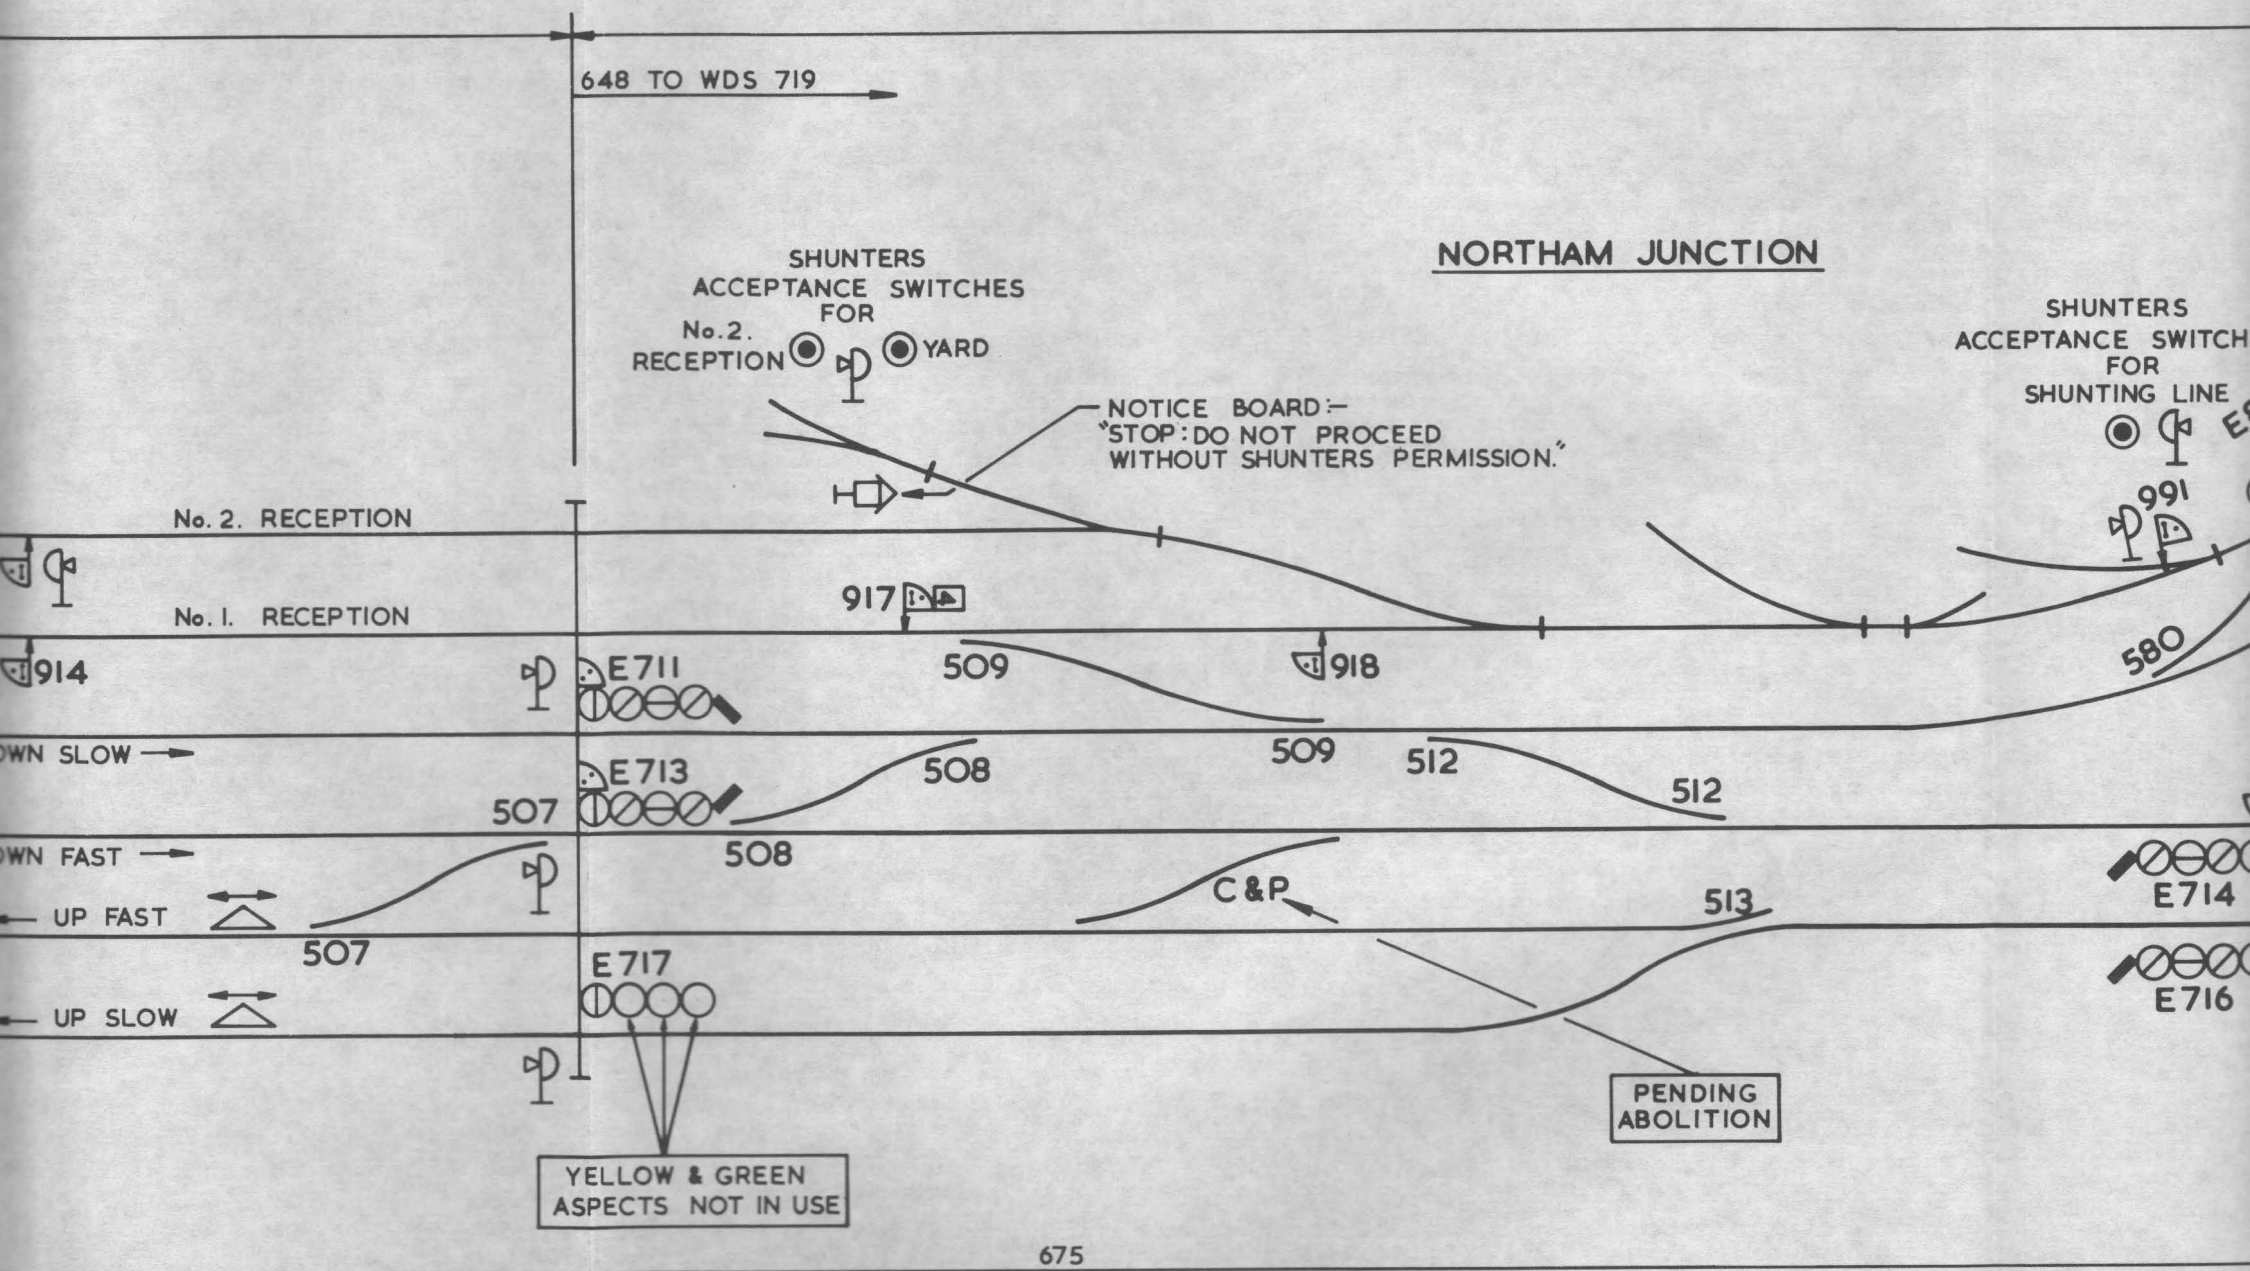 648 TO WDS 719
NORTHAM JUNCTION
SHUNTERS
ACCEPTANCE SWITCHES
FOR
No.2.
RECEPTION
YARD
NOTICE BOARD:-
"STOP: DO NOT PROCEED
WITHOUT SHUNTERS PERMISSION."
SHUNTERS
ACCEPTANCE SWITCH
FOR
SHUNTING LINE
991
No. 2. RECEPTION
No. 1. RECEPTION
917
914
E711
509
918
580
OWN SLOW
E713
508
509
512
512
507
OWN FAST
508
C & P
E714
UP FAST
507
513
E717
E716
UP SLOW
PENDING
ABOLITION
YELLOW & GREEN
ASPECTS NOT IN USE
675